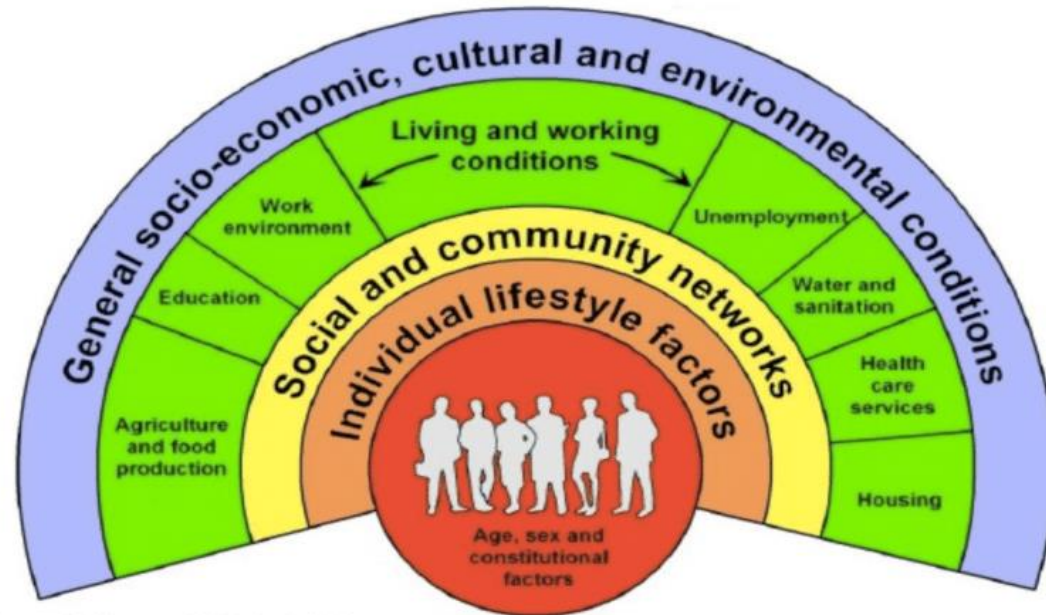 General socio-economic, cultural and environmental conditions
Living and working
conditions
Work
environment
Education
Agriculture
and food
production
Unemployment
Water and
sanitation
Health
care
services
Housing
Social and community networks
Individual lifestyle factors
Age, sex and
constitutional
factors